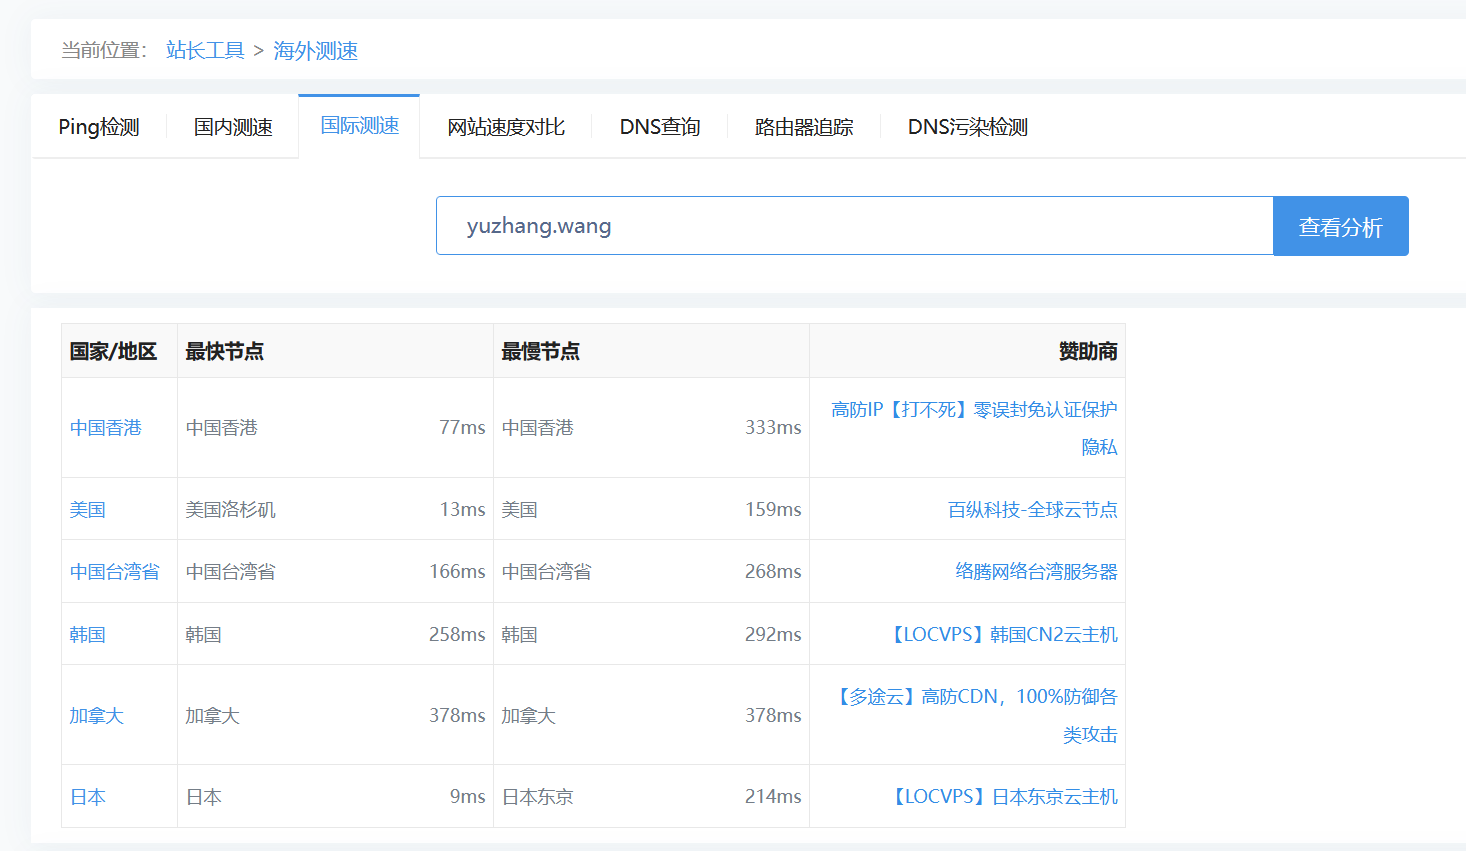 当前位置： 站长工具 > 海外测速
Ping检测 国内测速 国际测速 网站速度对比 DNS查询 路由器追踪 DNS污染检测
yuzhang.wang 查看分析
国家/地区 最快节点 最慢节点 赞助商
中国香港 中国香港 77ms 中国香港 333ms 高防IP【打不死】零误封免认证保护
隐私
美国 美国洛杉矶 13ms 美国 159ms 百纵科技-全球云节点
中国台湾省 中国台湾省 166ms 中国台湾省 268ms 络腾网络台湾服务器
韩国 韩国 258ms 韩国 292ms 【LOCVPS】韩国CN2云主机
加拿大 加拿大 378ms 加拿大 378ms 【多途云】高防CDN，100%防御各
类攻击
日本 日本 9ms 日本东京 214ms 【LOCVPS】日本东京云主机